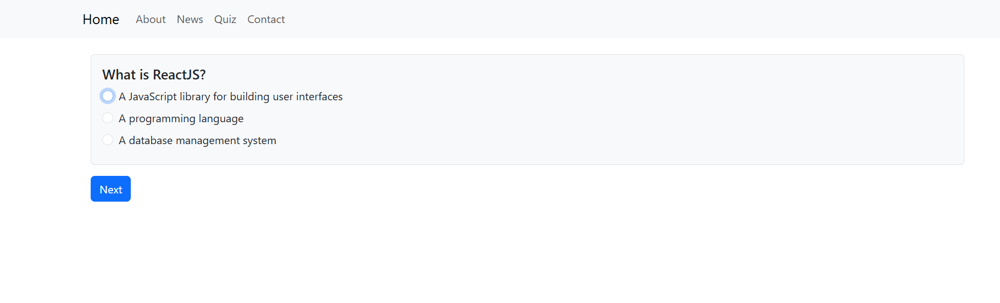 Home About News Quiz Contact
What is ReactJS?
A JavaScript library for building user interfaces
A programming language
A database management system
Next